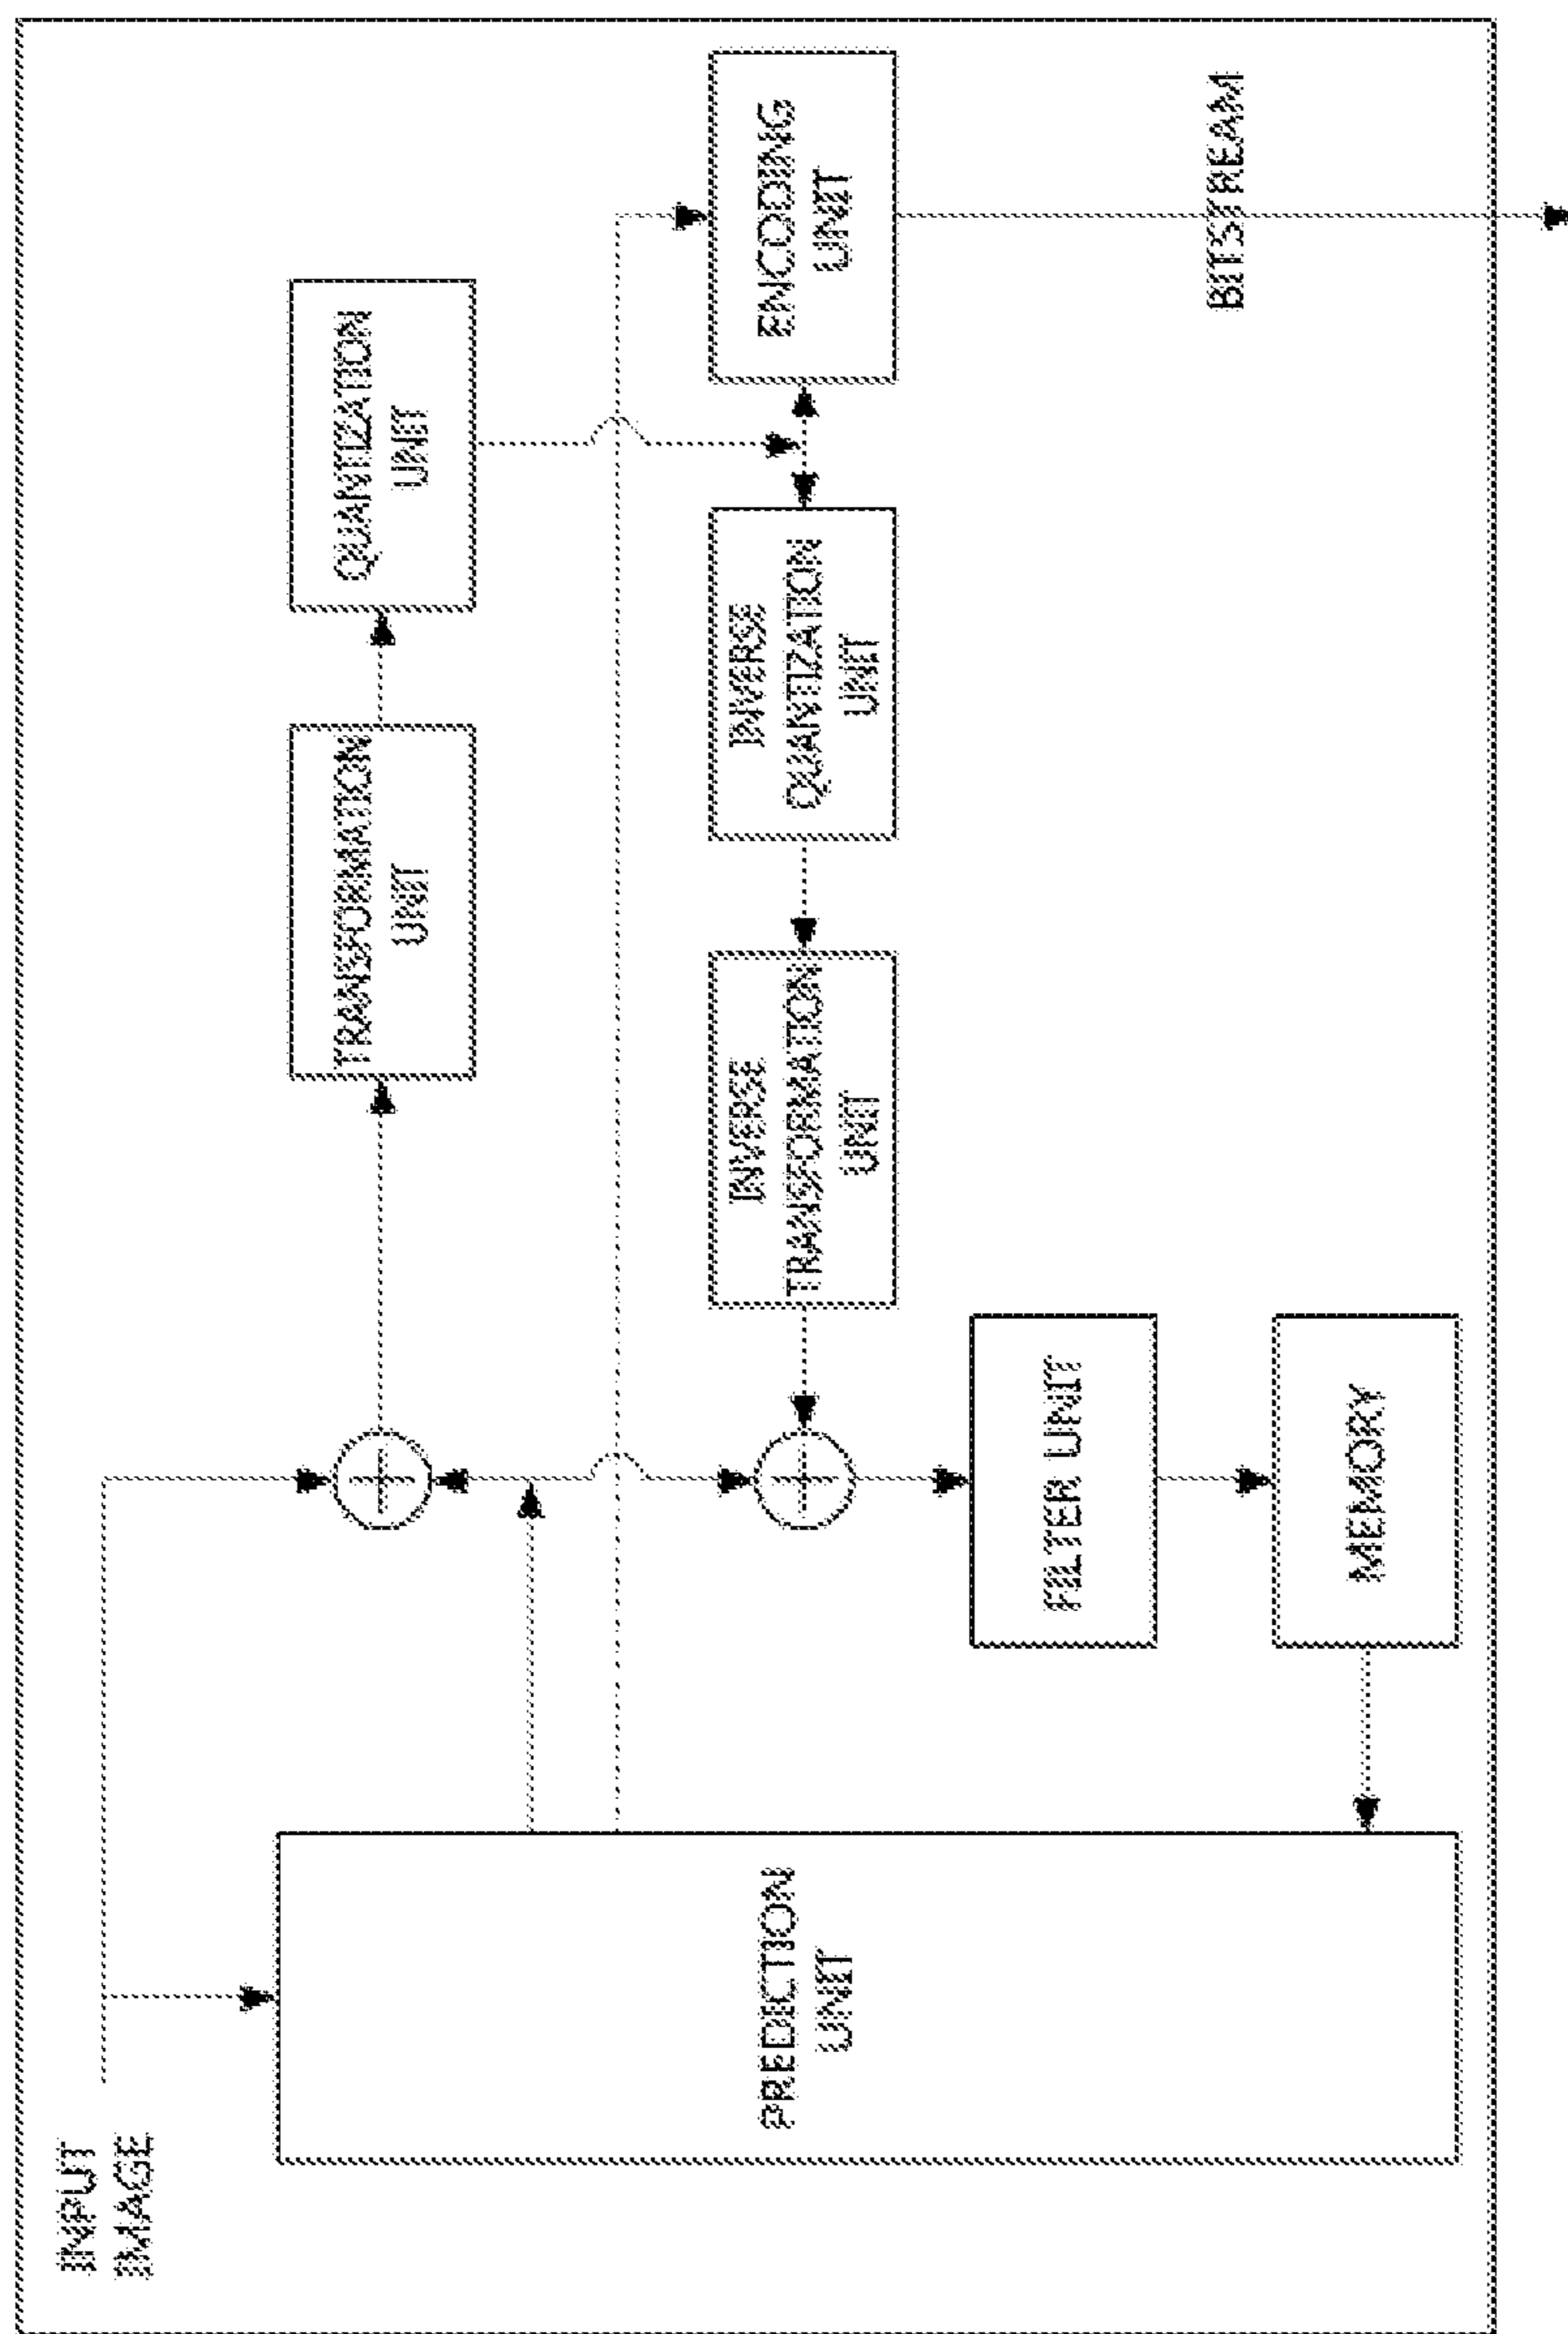 INPUT
IMAGE
TRANSFORMATION
UNIT
QUANTIZATION
UNIT
PREDICTION
UNIT
INVERSE
TRANSFORMATION
UNIT
INVERSE
QUANTIZATION
UNIT
ENCODING
UNIT
FILTER UNIT
BITSTREAM
MEMORY